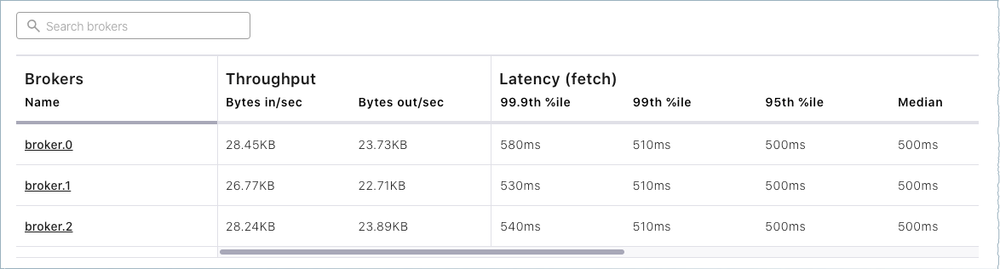 Search brokers
Brokers Throughput Latency (fetch)
Name Bytes in/sec Bytes out/sec 99.9th %ile 99th %ile 95th %ile Median
broker.0 28.45KB 23.73KB 580ms 510ms 500ms 500ms
broker.1 26.77KB 22.71KB 530ms 510ms 500ms 500ms
broker.2 28.24KB 23.89KB 540ms 510ms 500ms 500ms